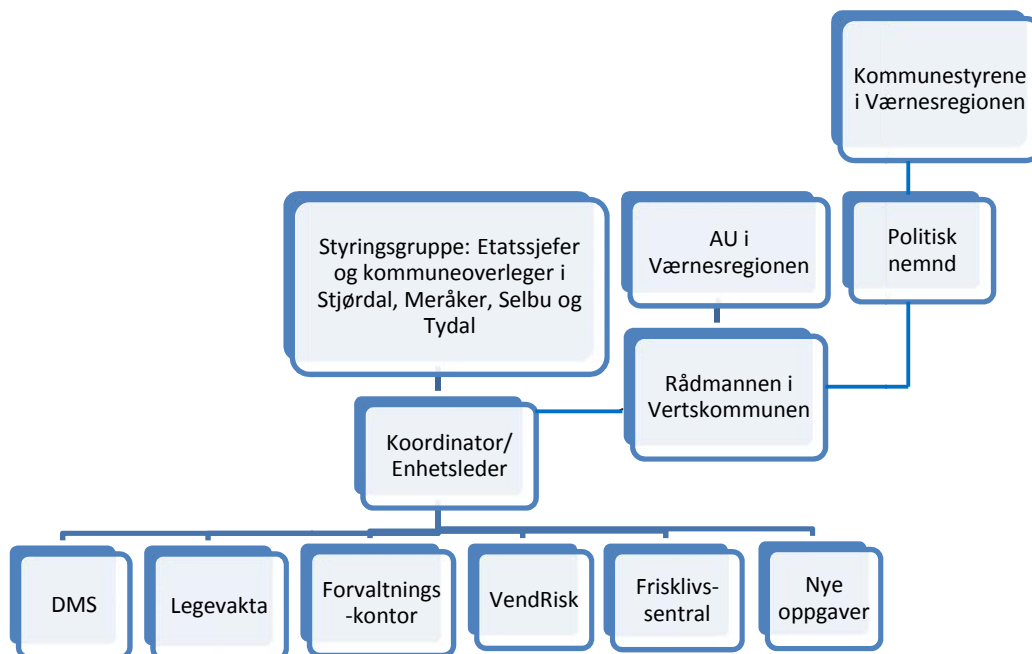 Kommunestyrene
i Værnesregionen
Styringsgruppe: Etatssjefer
og kommuneoverleger i
Stjørdal, Meråker, Selbu og
Tydal
AU i
Værnesregionen
Politisk
nemnd
Rådmannen i
Vertskommunen
Koordinator/
Enhetsleder
DMS
Legevakta
Forvaltnings
-kontor
VendRisk
Frisklivs-
sentral
Nye
oppgaver